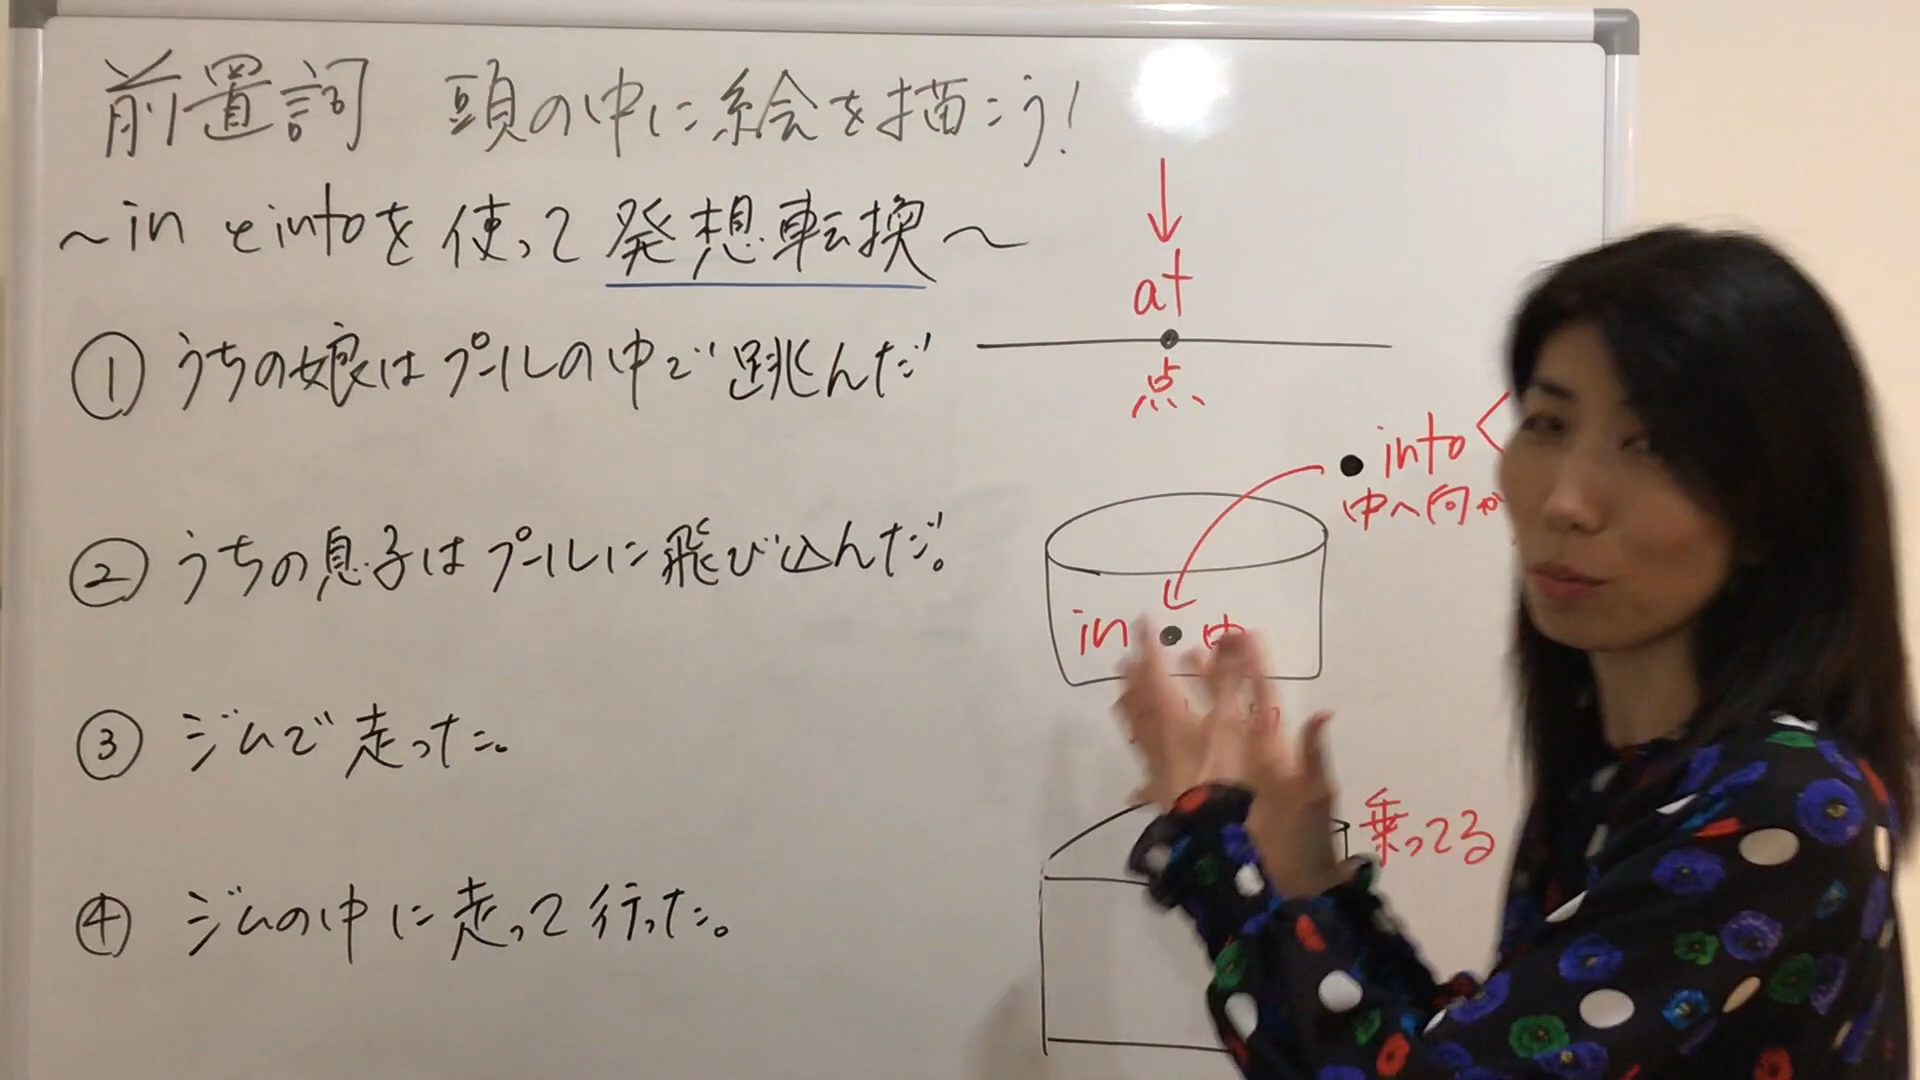 前置詞 頭の中に絵を描こう!
~in とintoを使って発想転換~
① うちの娘はプールの中で跳んだ
② うちの息子はプールに飛び込んだ。
③ ジムで走った。
④ ジムの中に走って行った。
at
点
into
中へ向か
in 中
乗ってる